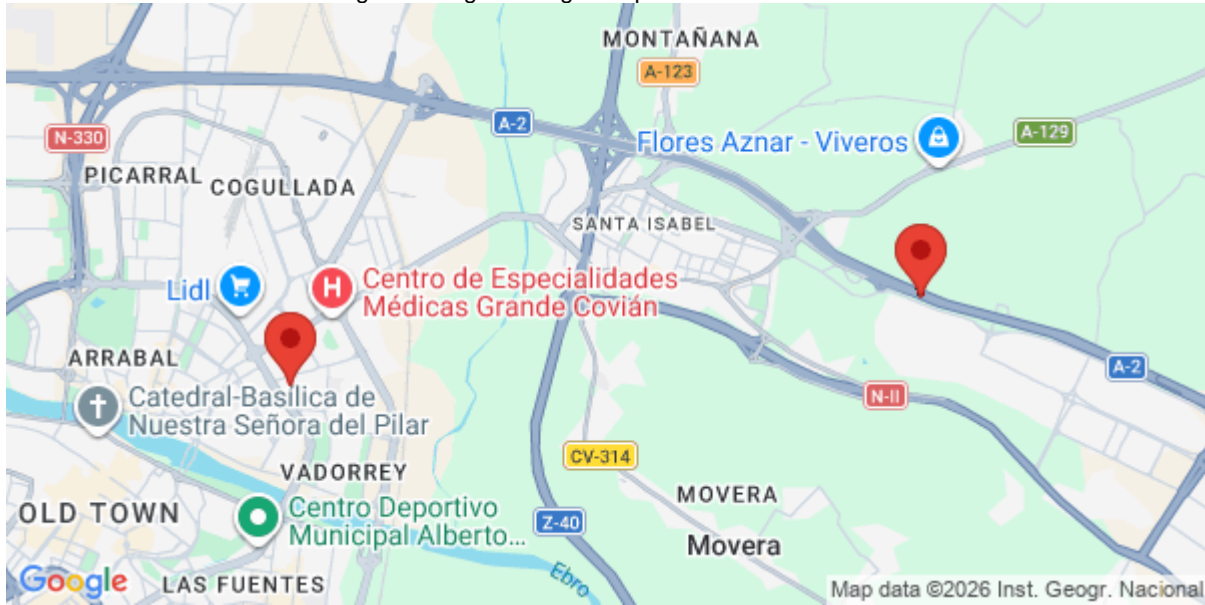 MONTAÑANA
A-123
N-330
A-2
Flores Aznar - Viveros
A-129
PICARRAL
COGULLADA
SANTA ISABEL
Lidl
H
Centro de Especialidades
Médicas Grande Covián
ARRABAL
A-2
Catedral-Basílica de
Nuestra Señora del Pilar
N-II
CV-314
VADORREY
MOVERA
OLD TOWN
Centro Deportivo
Municipal Alberto...
Z-40
Movera
Ebro
Google
LAS FUENTES
Map data ©2026 Inst. Geogr. Nacional